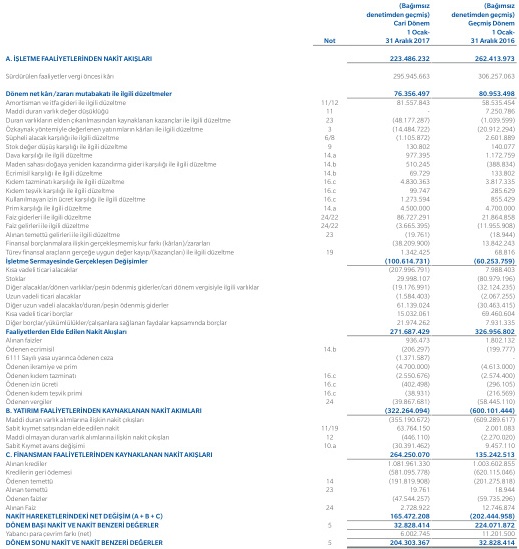 (Bağımsız (Bağımsız
denetimden geçmiş) denetimden geçmiş)
Cari Dönem Geçmiş Dönem
1 Ocak- 1 Ocak-
Not 31 Aralık 2017 31 Aralık 2016
A. İŞLETME FAALİYETLERİNDEN NAKİT AKIŞLARI 223.486.232 262.413.973
Sürdürülen faaliyetler vergi öncesi kârı 295.945.663 306.257.063
Dönem net kârı/zararı mutabakatı ile ilgili düzeltmeler 76.356.497 80.953.498
Amortisman ve itfa gideri ile ilgili düzeltme 11/12 81.557.843 58.535.454
Maddi duran varlık değer düşüklüğü 11 - 7.250.786
Duran varlıkların elden çıkarılmasından kaynaklanan kazançlar ile ilgili düzeltme 23 (48.177.287) (1.039.599)
Özkaynak yöntemiyle değerlenen yatırımların kârları ile ilgili düzeltme 3 (14.484.722) (20.912.294)
Şüpheli alacak karşılığı ile ilgili düzeltme 6/8 (1.105.872) 2.601.889
Stok değer düşüş karşılığı ile ilgili düzeltme 9 130.802 140.077
Dava karşılığı ile ilgili düzeltme 14.a 977.395 1.172.759
Maden sahası doğaya yeniden kazandırma gideri karşılığı ile ilgili düzeltme 14.b 510.245 (388.834)
Ecrimisil karşılığı ile ilgili düzeltme 14.b 69.729 133.802
Kıdem tazminatı karşılığı ile ilgili düzeltme 16.c 4.830.363 3.817.335
Kıdem teşvik karşılığı ile ilgili düzeltme 16.c 99.747 285.629
Kullanılmayan izin ücret karşılığı ile ilgili düzeltme 16.c 1.273.594 855.429
Prim karşılığı ile ilgili düzeltme 14.a 4.500.000 4.700.000
Faiz giderleri ile ilgili düzeltme 24/22 86.727.291 21.864.858
Faiz gelirleri ile ilgili düzeltme 24/22 (3.665.395) (11.955.908)
Alınan temettü gelirleri ile ilgili düzeltme 23 (19.761) (18.944)
Finansal borçlanmalara ilişkin gerçekleşmemiş kur farkı (kârları)/zararları (38.209.900) 13.842.243
Türev finansal araçların gerçeğe uygun değer kayıp/(kazançları) ile ilgili düzeltme 19 1.342.425 68.816
İşletme Sermayesinde Gerçekleşen Değişimler (100.614.731) (60.253.759)
Kısa vadeli ticari alacaklar (207.996.791) 7.988.403
Stoklar 29.998.108 (80.979.196)
Diğer alacaklar/dönen varlıklar/peşin ödenmiş giderler/cari dönem vergisiyle ilgili varlıklar (19.176.991) (32.124.235)
Uzun vadeli ticari alacaklar (1.584.403) (2.067.255)
Diğer uzun vadeli alacaklar/duran/peşin ödenmiş giderler 61.139.024 (30.463.415)
Kısa vadeli ticari borçlar 15.032.061 69.460.604
Diğer borçlar/yükümlülükler/çalışanlara sağlanan faydalar kapsamında borçlar 21.974.262 7.931.335
Faaliyetlerden Elde Edilen Nakit Akışları 271.687.429 326.956.802
Alınan faizler 936.473 1.802.132
Ödenen ecrimisil 14.b (206.297) (199.777)
6111 Sayılı yasa uyarınca ödenen ceza (1.371.587) -
Ödenen ikramiye ve prim (4.700.000) (4.613.000)
Ödenen kıdem tazminatı 16.c (2.550.676) (2.574.400)
Ödenen izin ücreti 16.c (402.498) (296.105)
Ödenen kıdem teşvik primi 16.c (38.931) (216.569)
Ödenen vergiler 24 (39.867.681) (58.445.110)
B. YATIRIM FAALİYETLERİNDEN KAYNAKLANAN NAKİT AKIMLARI (322.264.094) (600.101.444)
Maddi duran varlık alımlarına ilişkin nakit çıkışları (355.190.672) (609.289.617)
Sabit kıymet satışından elde edilen nakit 11/19 63.764.150 2.001.083
Maddi olmayan duran varlık alımlarına ilişkin nakit çıkışları 12 (446.110) (2.270.020)
Sabit Kıymet avans değişimi 10.a (30.391.462) 9.457.110
C. FİNANSMAN FAALİYETLERİNDEN KAYNAKLANAN NAKİT AKIŞLARI 264.250.070 135.242.513
Alınan krediler 1.081.961.330 1.003.602.855
Kredilerin geri ödemesi (581.095.778) (620.115.046)
Ödenen temettü 14 (191.819.908) (201.275.818)
Alınan temettü 23 19.761 18.944
Ödenen faizler (47.544.257) (59.735.296)
Alınan Faiz 24 2.728.922 12.746.874
NAKİT HAREKETLERİNDEKİ NET DEĞİŞİM (A + B + C) 165.472.208 (202.444.958)
DÖNEM BAŞI NAKİT VE NAKİT BENZERİ DEĞERLER 5 32.828.414 224.071.872
Yabancı para çevrim farkı (net) 6.002.745 11.201.500
DÖNEM SONU NAKİT VE NAKİT BENZERİ DEĞERLER 5 204.303.367 32.828.414